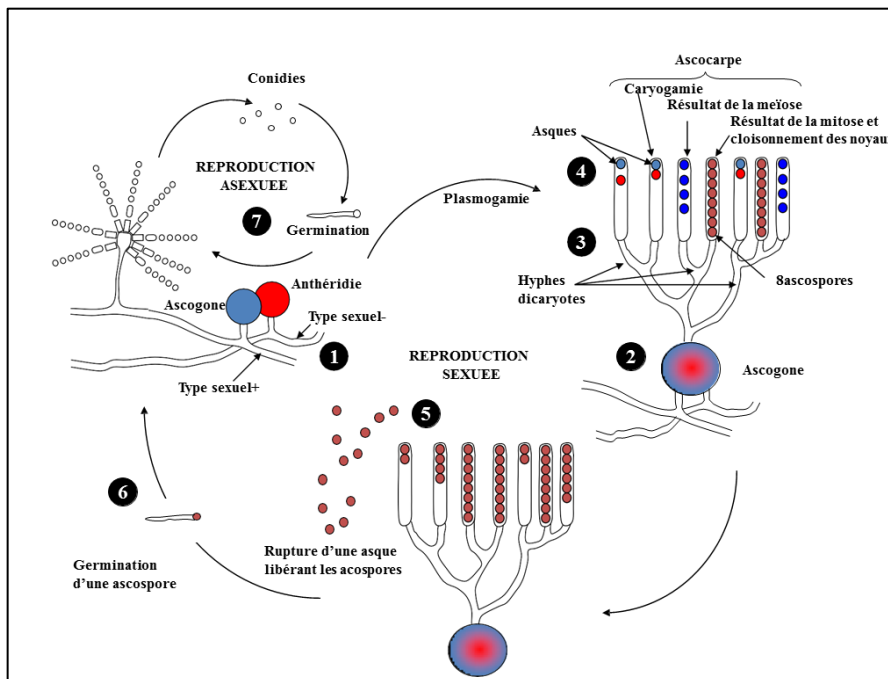 Conidies
REPRODUCTION
ASEXUEE
7
Germination
Ascogone
Anthéridie
Type sexuel-
1
Type sexuel+
Plasmogamie
Ascocarpe
Caryogamie
Résultat de la meïose
Résultat de la mitose et
cloisonnement des noyaux
Asques
4
3
Hyphes
dicaryotes
8ascospores
2
Ascogone
REPRODUCTION
SEXUEE
5
Rupture d'une asque
libérant les acospores
6
Germination
d'une ascospore